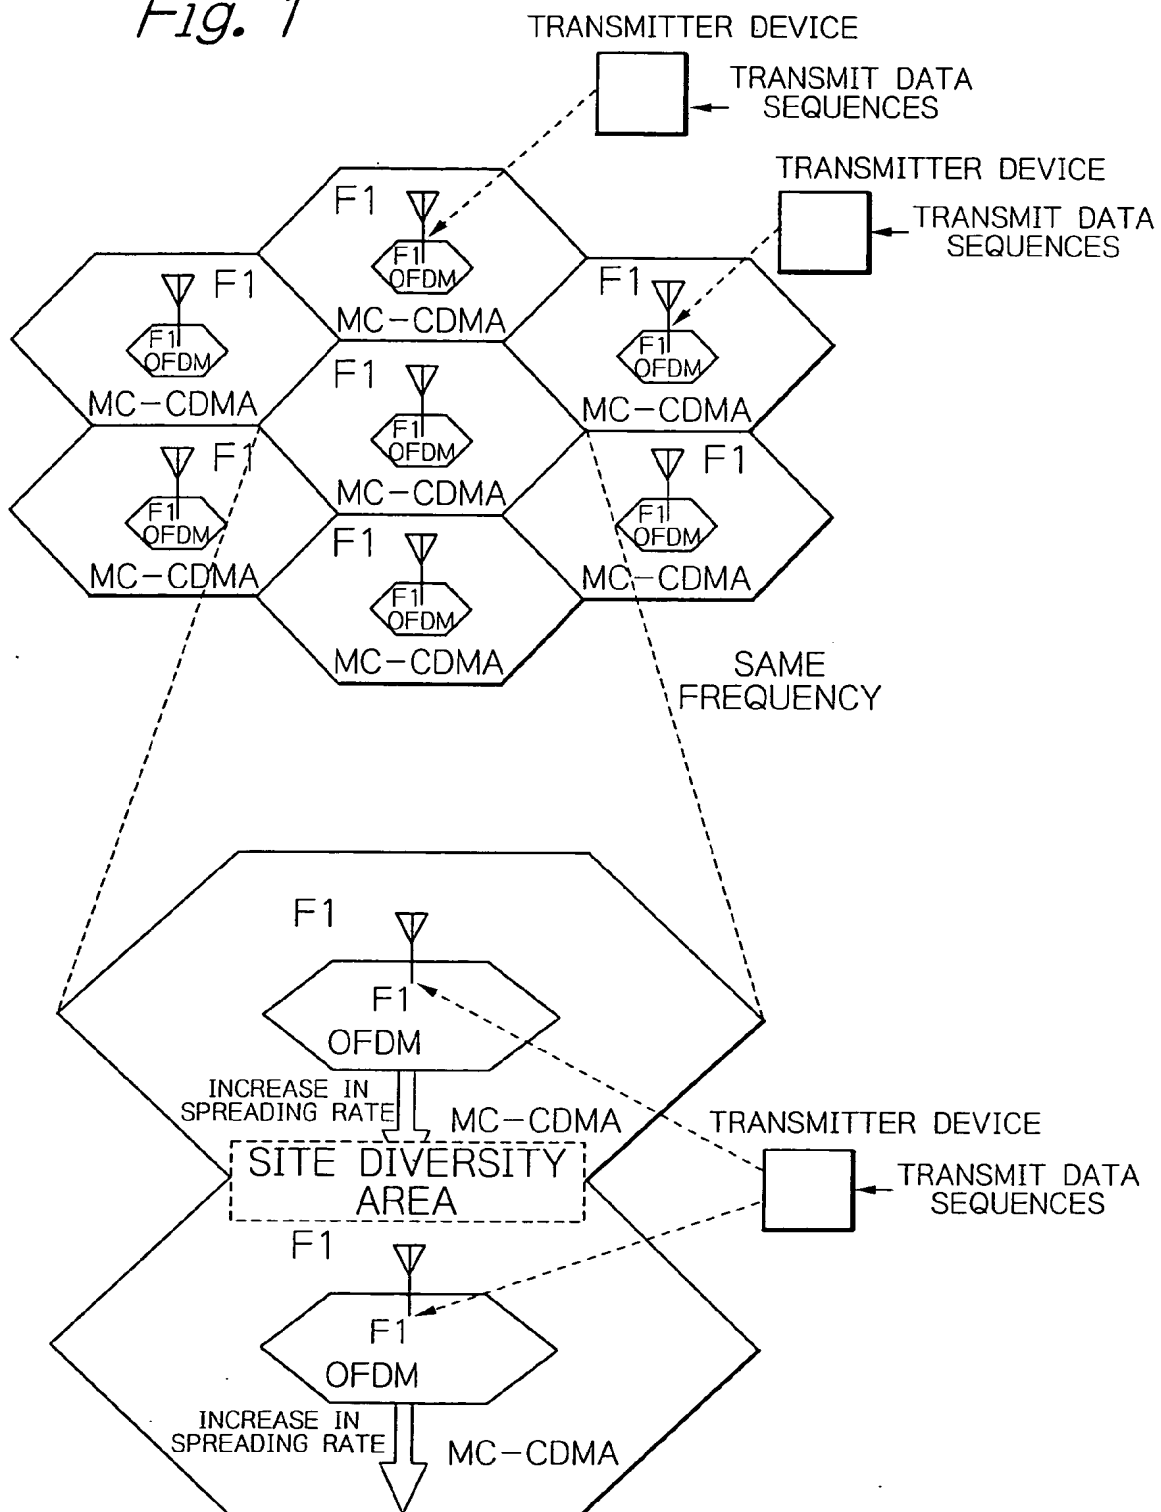 Fig. 1
TRANSMITTER DEVICE
TRANSMIT DATA
SEQUENCES
TRANSMITTER DEVICE
TRANSMIT DATA
SEQUENCES
F1
F1
OFDM
MC-CDMA
F1
F1
OFDM
MC-CDMA
F1
F1
OFDM
MC-CDMA
F1
F1
OFDM
MC-CDMA
F1
F1
OFDM
MC-CDMA
F1
F1
OFDM
MC-CDMA
F1
F1
OFDM
MC-CDMA
SAME
FREQUENCY
F1
F1
OFDM
INCREASE IN
SPREADING RATE
MC-CDMA
TRANSMITTER DEVICE
TRANSMIT DATA
SEQUENCES
SITE DIVERSITY
AREA
F1
F1
OFDM
INCREASE IN
SPREADING RATE
MC-CDMA